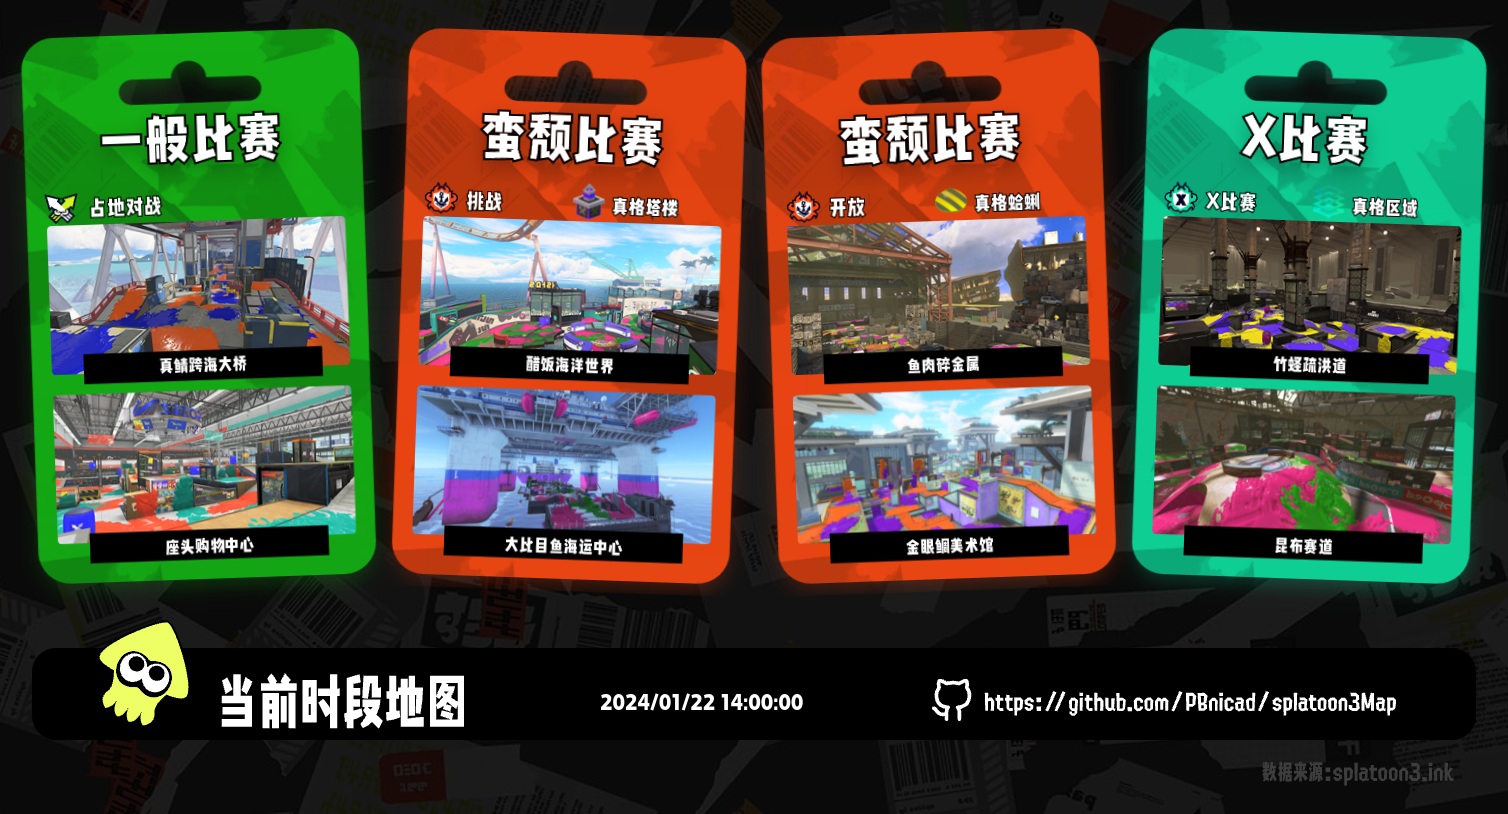 一般比赛
占地对战
真鲭跨海大桥
座头购物中心
蛮颓比赛
挑战
真格塔楼
醋饭海洋世界
大比目鱼海运中心
蛮颓比赛
开放
真格蛤蜊
鱼肉碎金属
金眼鲷美术馆
X比赛
X比赛
真格区域
竹蛏疏洪道
昆布赛道
当前时段地图
2024/01/22 14:00:00
https://github.com/PBnicad/splatoon3Map
数据来源:splatoon3.ink